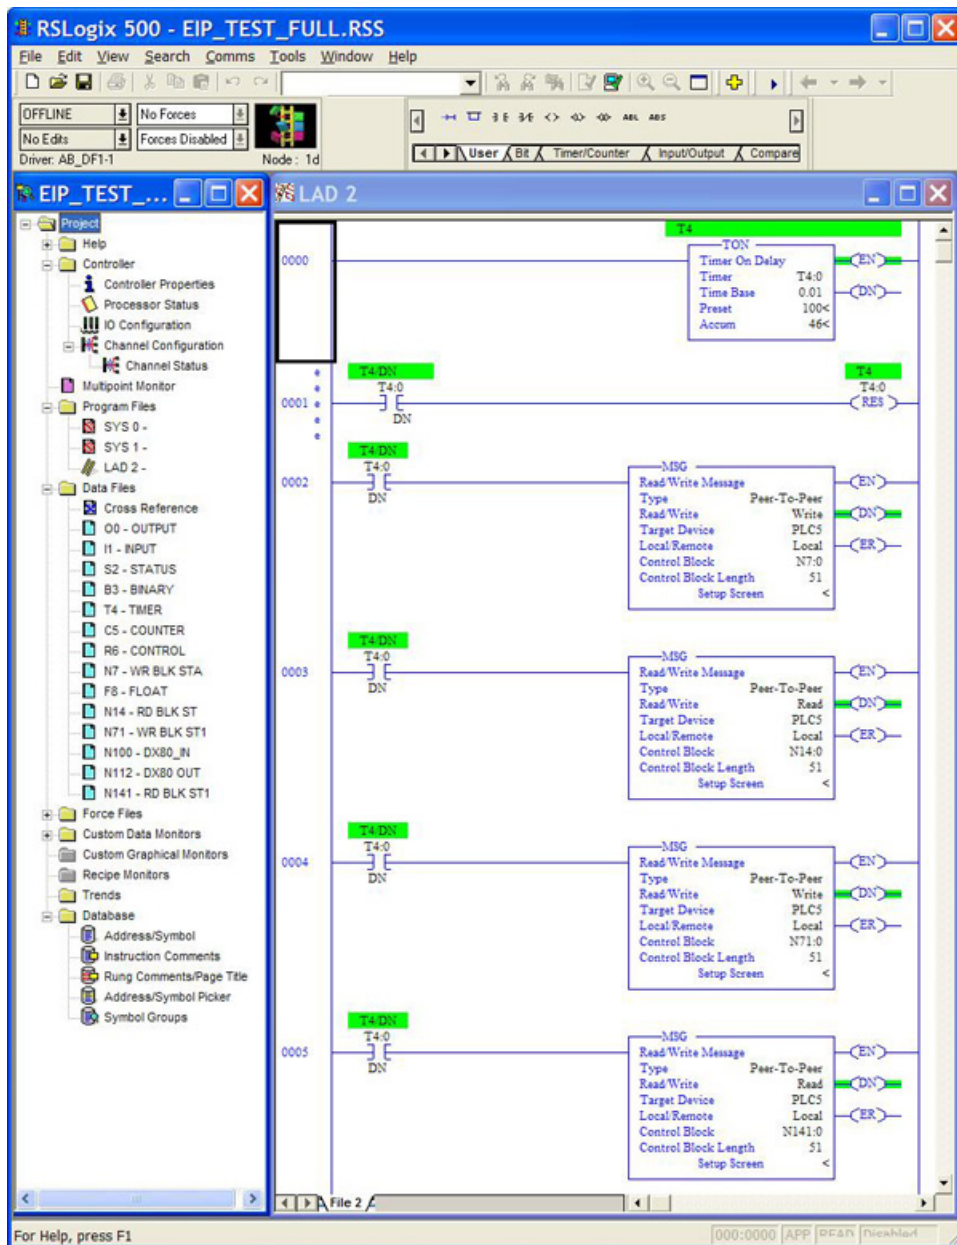 RSLogix 500 - EIP_TEST_FULL.RSS
File Edit View Search Comms Tools Window Help
OFFLINE No Forces
No Edits Forces Disabled
Driver: AB_DF1-1 Node: 1d
ABL ABS
User Bit Timer/Counter Input/Output Compare
EIP_TEST_...
Project
Help
Controller
Controller Properties
Processor Status
IO Configuration
Channel Configuration
Channel Status
Multipoint Monitor
Program Files
SYS 0 -
SYS 1 -
LAD 2 -
Data Files
Cross Reference
O0 - OUTPUT
I1 - INPUT
S2 - STATUS
B3 - BINARY
T4 - TIMER
C5 - COUNTER
R6 - CONTROL
N7 - WR BLK STA
F8 - FLOAT
N14 - RD BLK ST
N71 - WR BLK ST1
N100 - DX80_IN
N112 - DX80 OUT
N141 - RD BLK ST1
Force Files
Custom Data Monitors
Custom Graphical Monitors
Recipe Monitors
Trends
Database
Address/Symbol
Instruction Comments
Rung Comments/Page Title
Address/Symbol Picker
Symbol Groups
LAD 2
T4
0000
TON
Timer On Delay
Timer T4:0
Time Base 0.01
Preset 100<
Accum 46<
EN
DN
T4/DN
T4:0
0001
DN
T4
T4:0
RES
T4/DN
T4:0
0002
DN
MSG
Read/Write Message
Type Peer-To-Peer
Read/Write Write
Target Device PLC5
Local/Remote Local
Control Block N7:0
Control Block Length 51
Setup Screen <
EN
DN
ER
T4/DN
T4:0
0003
DN
MSG
Read/Write Message
Type Peer-To-Peer
Read/Write Read
Target Device PLC5
Local/Remote Local
Control Block N14:0
Control Block Length 51
Setup Screen <
EN
DN
ER
T4/DN
T4:0
0004
DN
MSG
Read/Write Message
Type Peer-To-Peer
Read/Write Write
Target Device PLC5
Local/Remote Local
Control Block N71:0
Control Block Length 51
Setup Screen <
EN
DN
ER
T4/DN
T4:0
0005
DN
MSG
Read/Write Message
Type Peer-To-Peer
Read/Write Read
Target Device PLC5
Local/Remote Local
Control Block N141:0
Control Block Length 51
Setup Screen <
EN
DN
ER
File 2
For Help, press F1
000:0000 APP READ Disabled